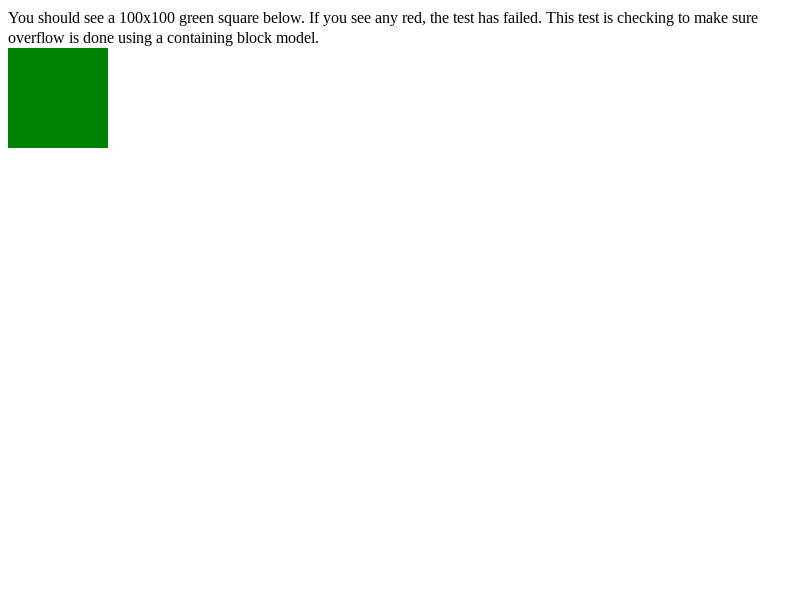 You should see a 100x100 green square below. If you see any red, the test has failed. This test is checking to make sure
overflow is done using a containing block model.